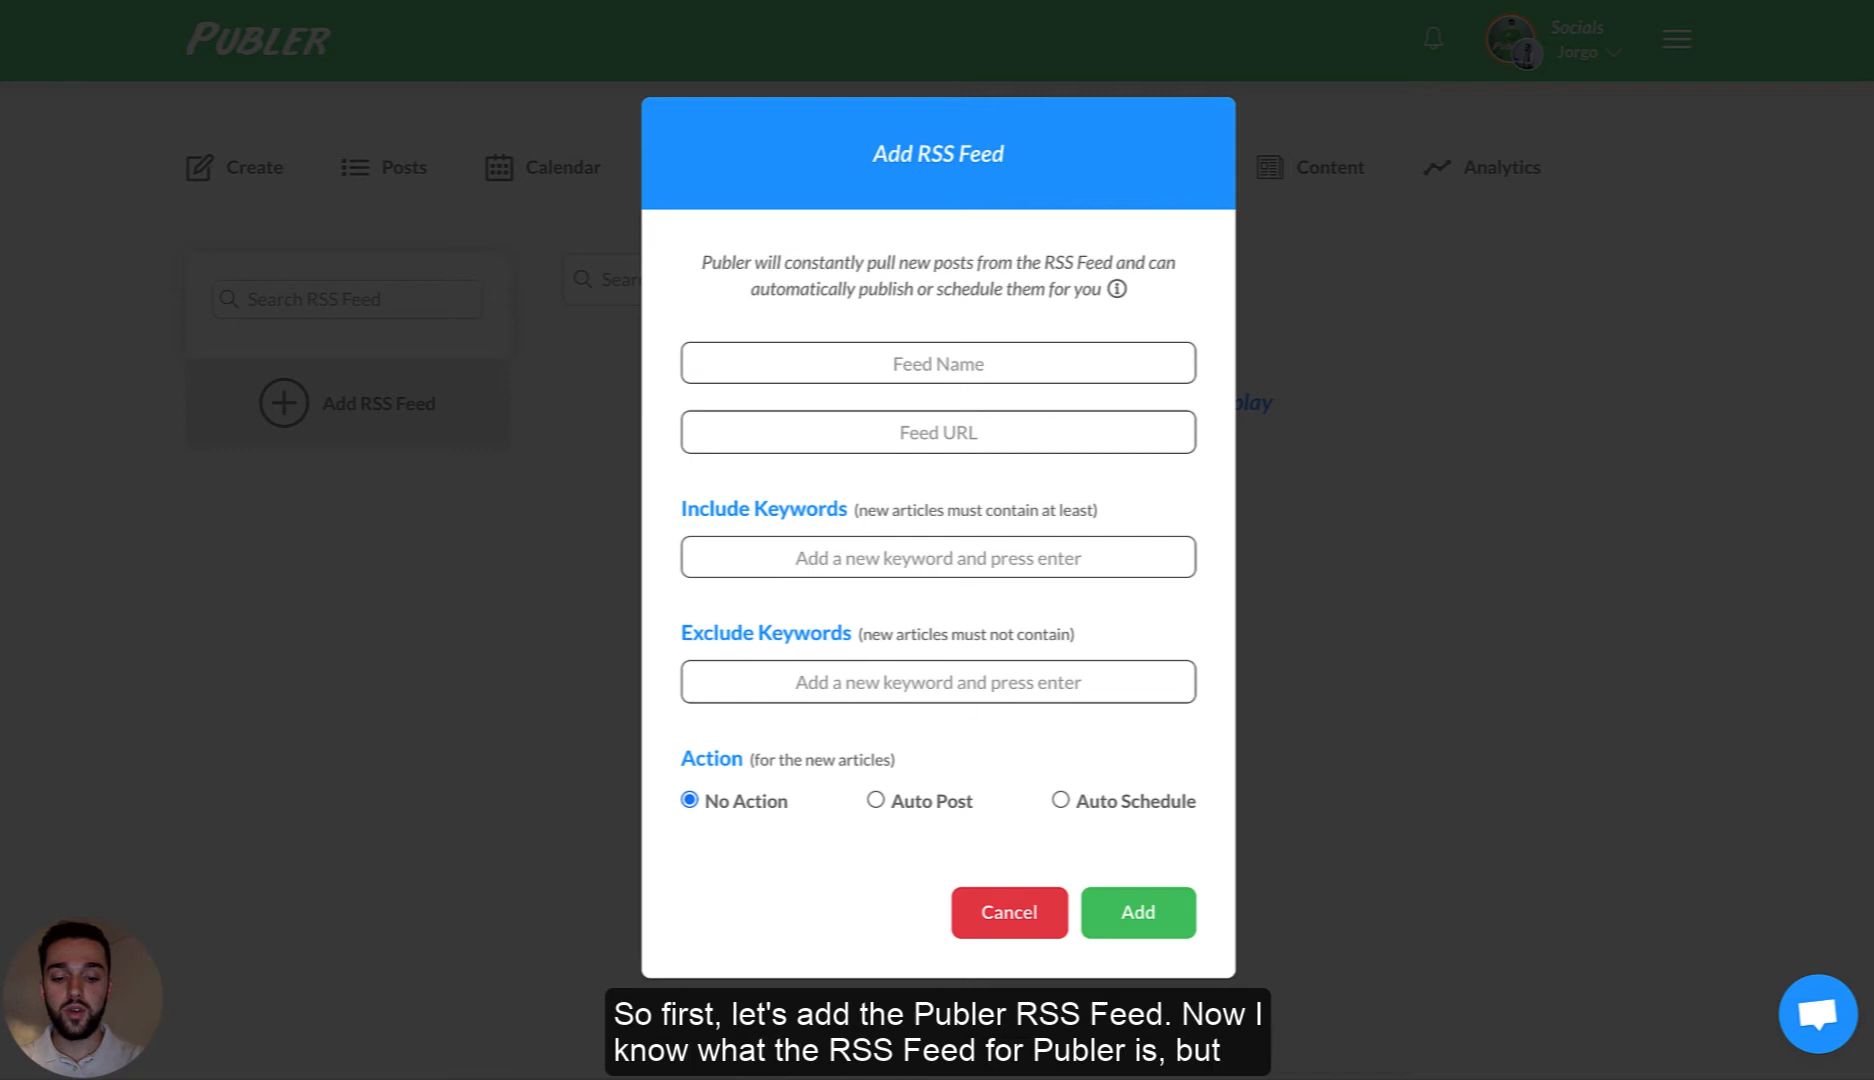 PUBLER
Socials
Jorgo
Create
Posts
Calendar
Content
Analytics
Add RSS Feed
Search RSS Feed
Sear
Add RSS Feed
play
Publer will constantly pull new posts from the RSS Feed and can
automatically publish or schedule them for you
Feed Name
Feed URL
Include Keywords (new articles must contain at least)
Add a new keyword and press enter
Exclude Keywords (new articles must not contain)
Add a new keyword and press enter
Action (for the new articles)
No Action
Auto Post
Auto Schedule
Cancel
Add
So first, let's add the Publer RSS Feed. Now I
know what the RSS Feed for Publer is, but